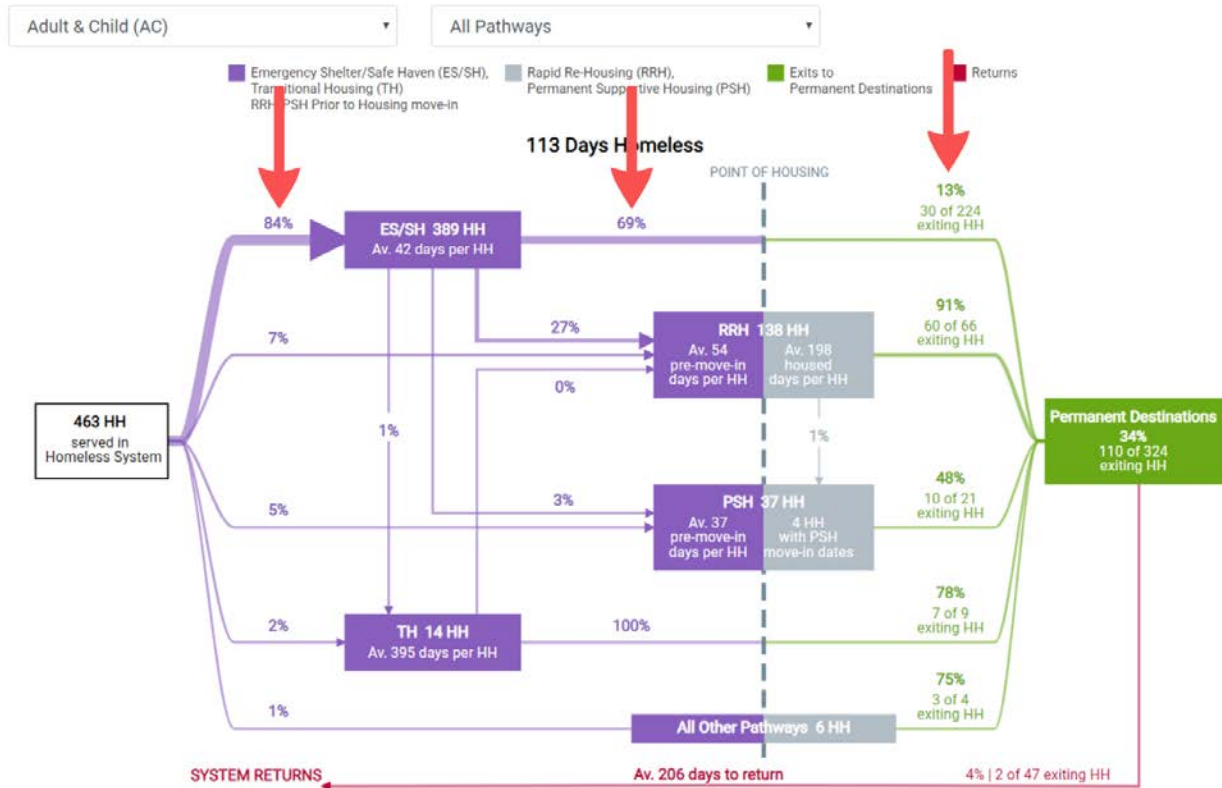 Adult & Child (AC)
All Pathways
Emergency Shelter/Safe Haven (ES/SH),
Transitional Housing (TH)
RRH/PSH Prior to Housing move-in
Rapid Re-Housing (RRH),
Permanent Supportive Housing (PSH)
Exits to
Permanent Destinations
Returns
113 Days Homeless
POINT OF HOUSING
84%
ES/SH 389 HH
Av. 42 days per HH
69%
13%
30 of 224
exiting HH
7%
27%
0%
RRH 138 HH
Av. 54
pre-move-in
days per HH
Av. 198
housed
days per HH
91%
60 of 66
exiting HH
463 HH
served in
Homeless System
1%
1%
Permanent Destinations
34%
110 of 324
exiting HH
5%
3%
PSH 37 HH
Av. 37
pre-move-in
days per HH
4 HH
with PSH
move-in dates
48%
10 of 21
exiting HH
2%
TH 14 HH
Av. 395 days per HH
100%
78%
7 of 9
exiting HH
1%
All Other Pathways 6 HH
75%
3 of 4
exiting HH
SYSTEM RETURNS
Av. 206 days to return
4% | 2 of 47 exiting HH